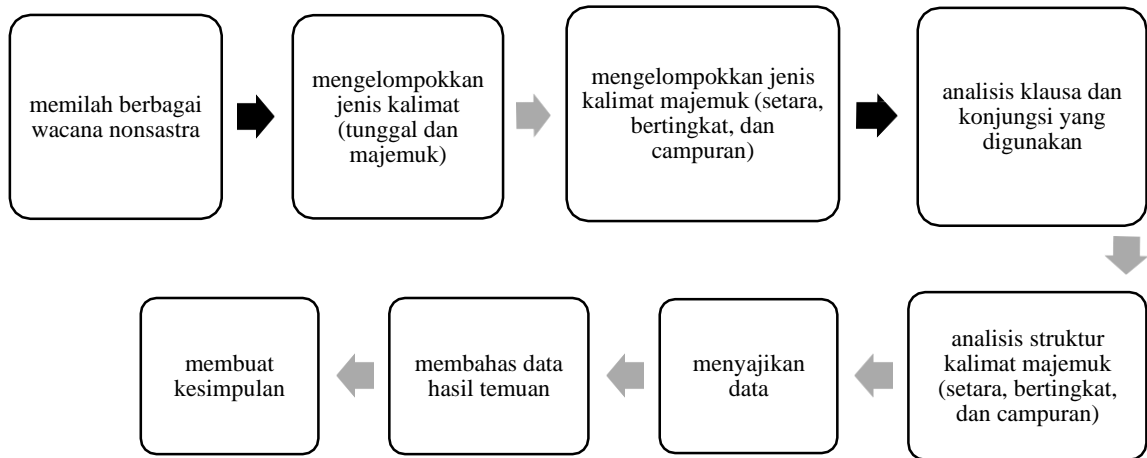 memilah berbagai
wacana nonsastra
mengelompokkan
jenis kalimat
(tunggal dan
majemuk)
mengelompokkan jenis
kalimat majemuk (setara,
bertingkat, dan
campuran)
analisis klausa dan
konjungsi yang
digunakan
analisis struktur
kalimat majemuk
(setara, bertingkat,
dan campuran)
menyajikan
data
membahas data
hasil temuan
membuat
kesimpulan